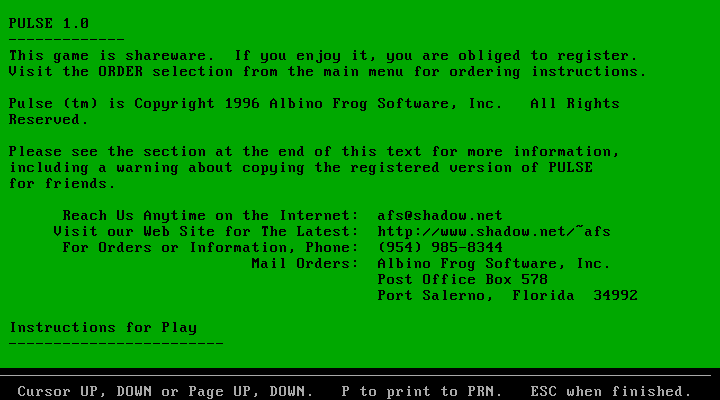 PULSE 1.0
-------------
This game is shareware.  If you enjoy it, you are obliged to register.
Visit the ORDER selection from the main menu for ordering instructions.
Pulse (tm) is Copyright 1996 Albino Frog Software, Inc.   All Rights
Reserved.
Please see the section at the end of this text for more information,
including a warning about copying the registered version of PULSE
for friends.
Reach Us Anytime on the Internet:  afs@shadow.net
Visit our Web Site for The Latest:  http://www.shadow.net/~afs
For Orders or Information, Phone:  (954) 985-8344
Mail Orders:  Albino Frog Software, Inc.
Post Office Box 578
Port Salerno,  Florida  34992
Instructions for Play
------------------------
Cursor UP, DOWN or Page UP, DOWN.   P to print to PRN.   ESC when finished.